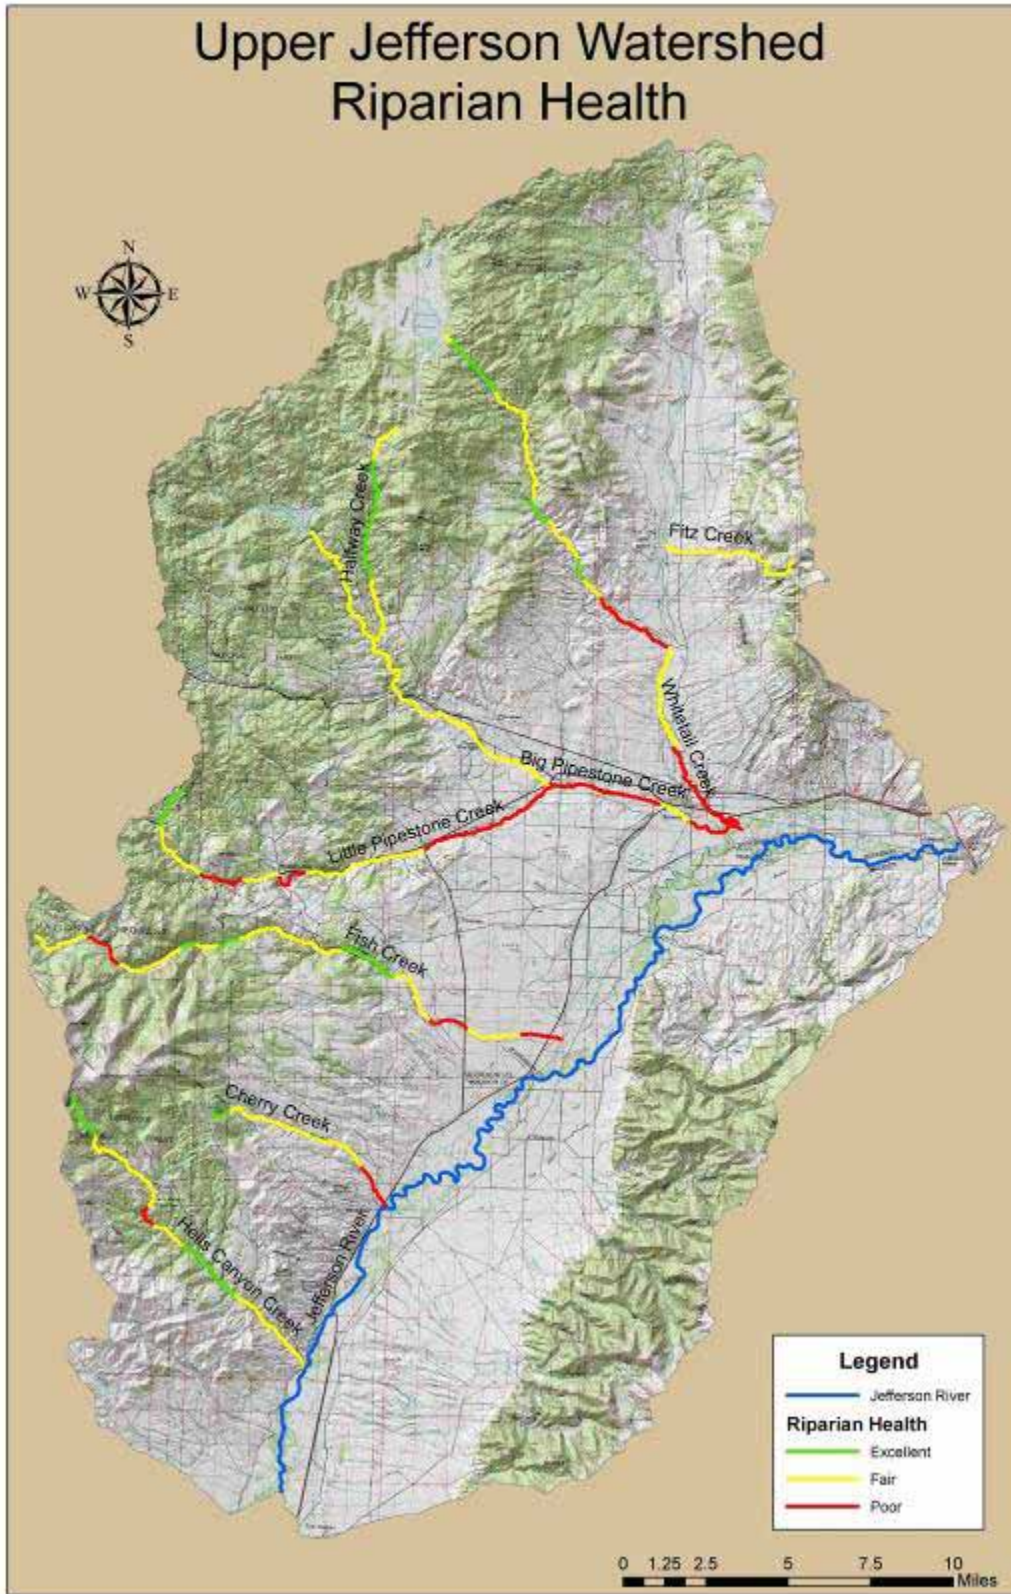 Upper Jefferson Watershed
Riparian Health
N
W E
S
Halfway Creek
Fitz Creek
Whitetail Creek
Big Pipestone Creek
Little Pipestone Creek
Fish Creek
Cherry Creek
Hells Canyon Creek
Jefferson River
Legend
Jefferson River
Riparian Health
Excellent
Fair
Poor
0 1.25 2.5 5 7.5 10
Miles